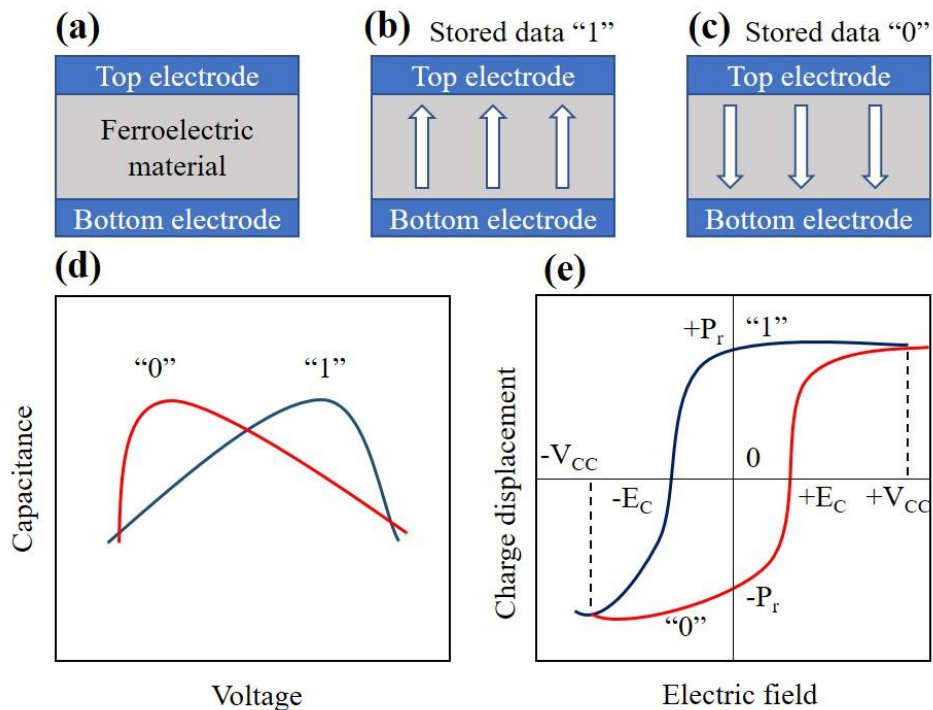 (a)
Top electrode
Ferroelectric
material
Bottom electrode
(b) Stored data “1”
Top electrode
Bottom electrode
(c) Stored data “0”
Top electrode
Bottom electrode
(d)
“0”
“1”
Capacitance
Voltage
(e)
+Pr
“1”
-VCC
0
-EC
+EC
+VCC
-Pr
“0”
Charge displacement
Electric field